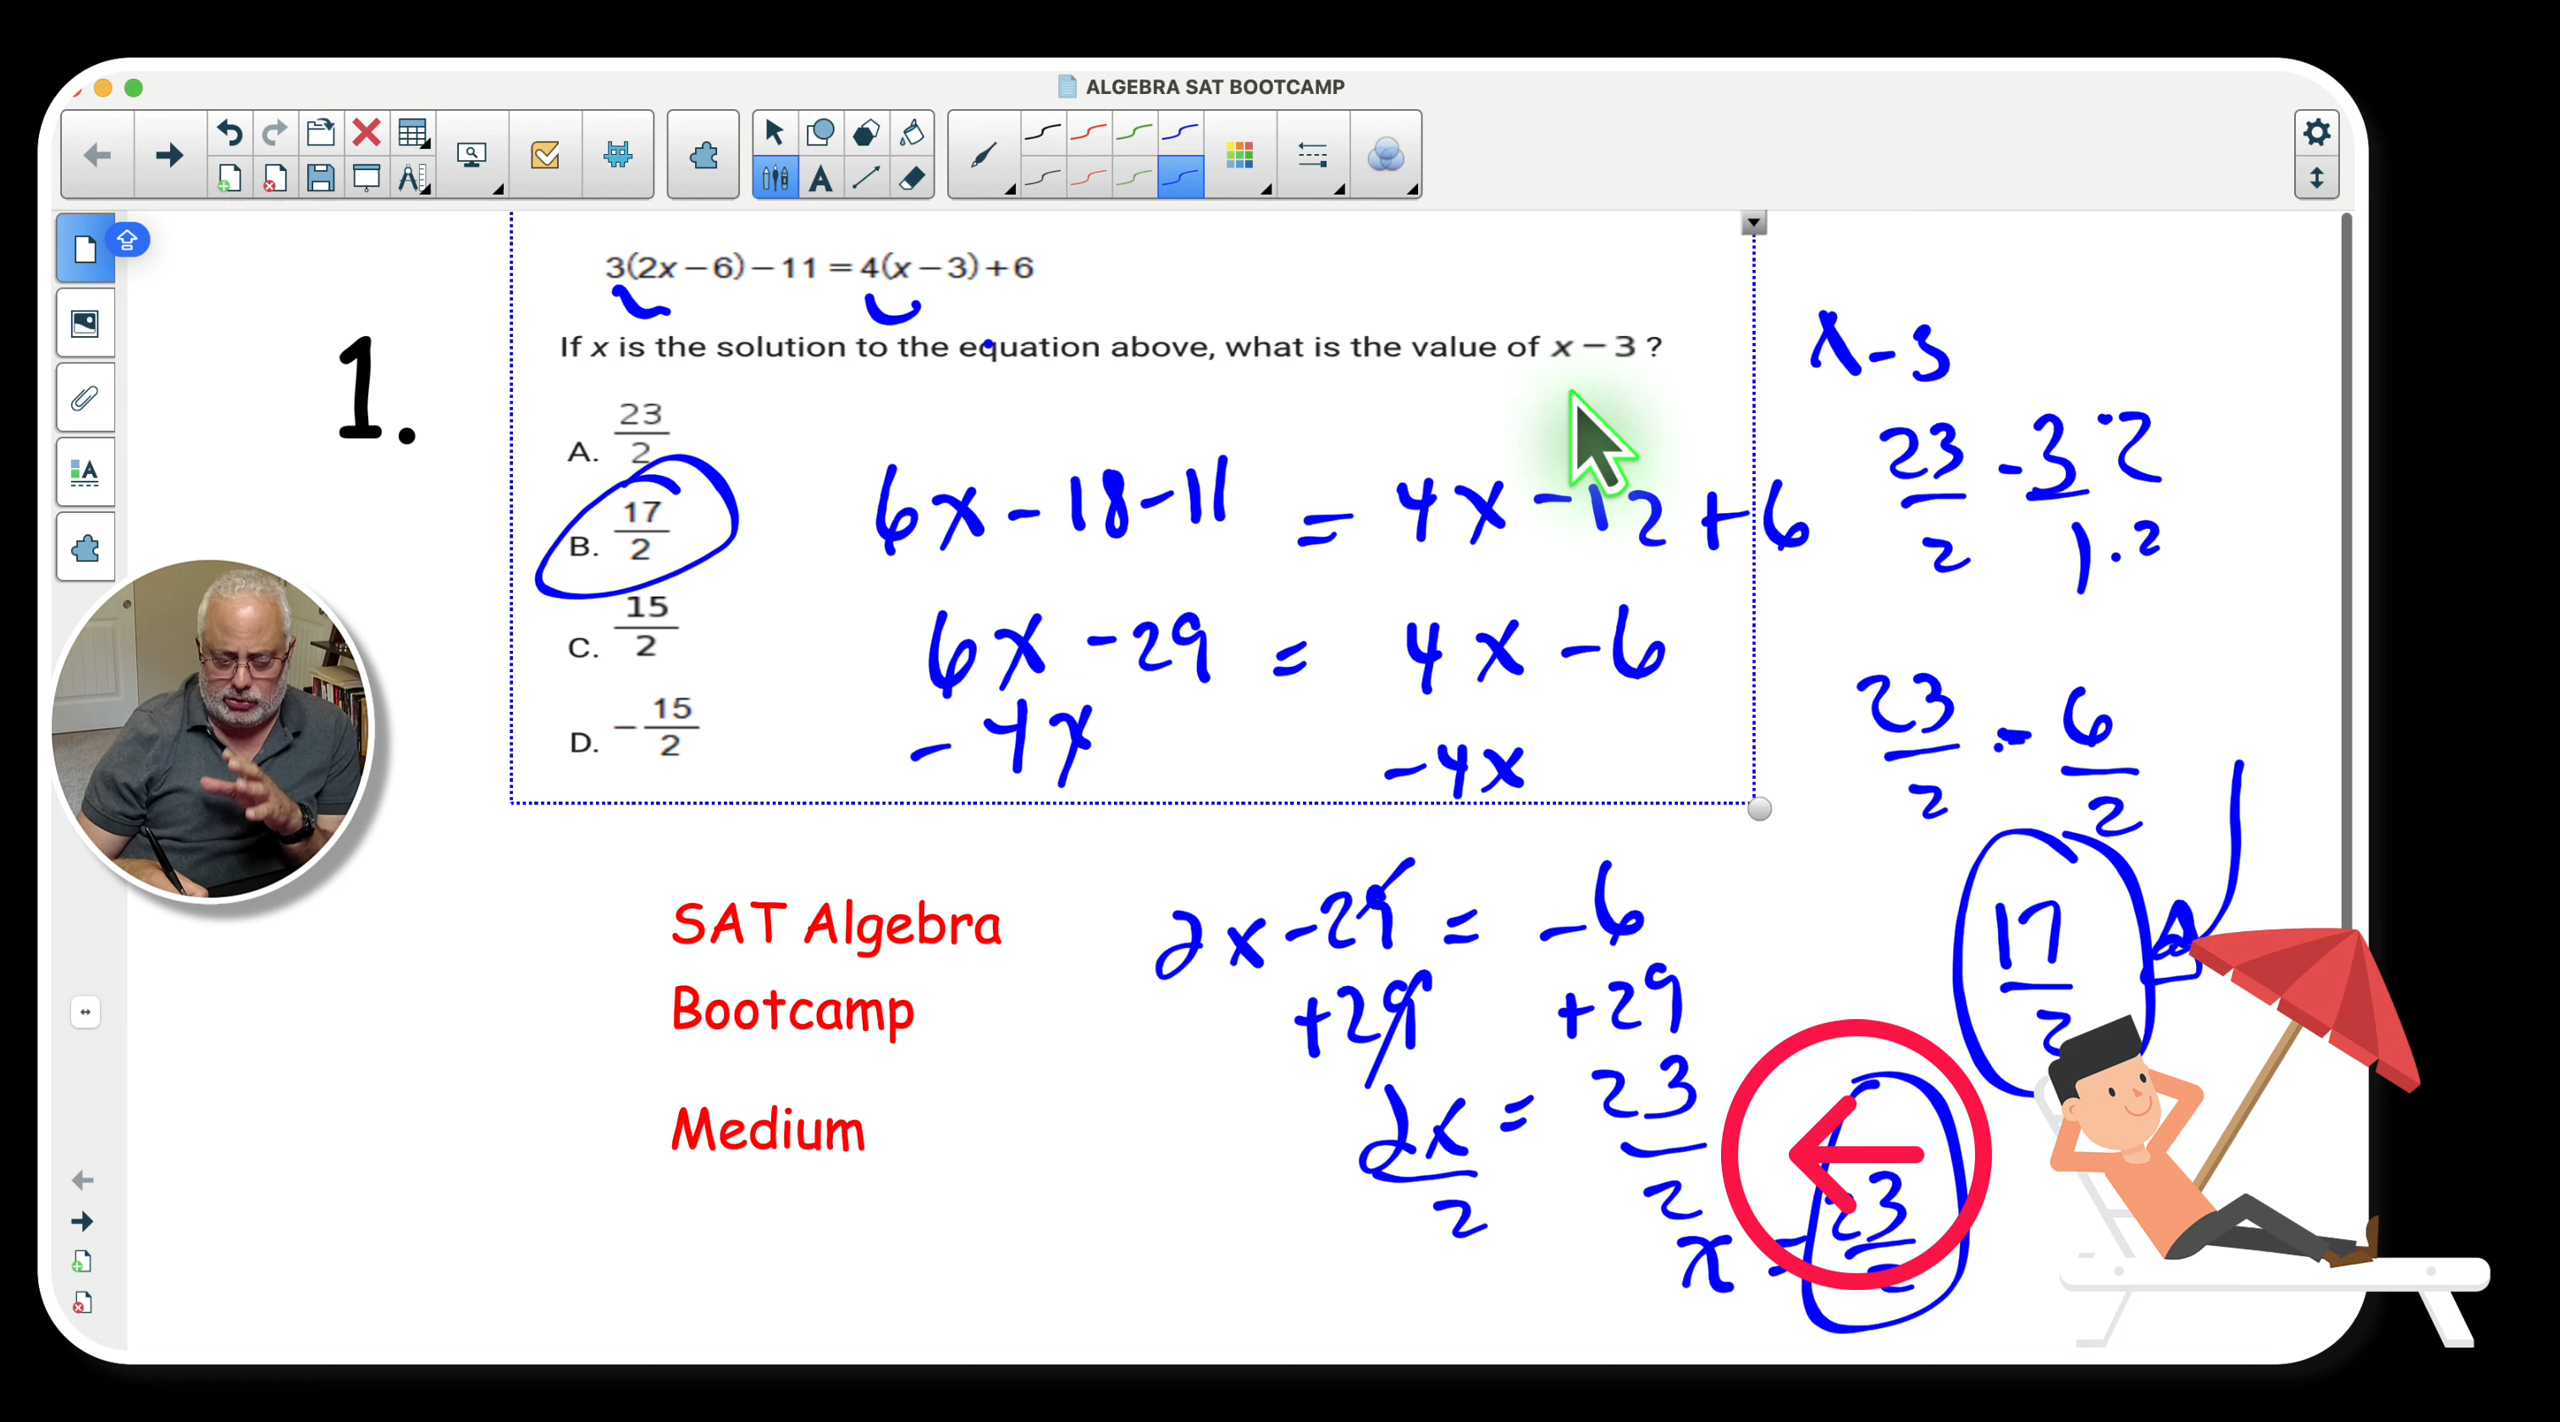 ALGEBRA SAT BOOTCAMP
3(2x−6)−11=4(x−3)+6
1.
If x is the solution to the equation above, what is the value of x−3?
A. 23/2
B. 17/2
C. 15/2
D. −15/2
6x-18-11 = 4x-12+6
6x-29 = 4x-6
-4x -4x
2x-29 = -6
+29 +29
2x/2 = 23/2
x = 23/2
x-3
23/2 - 3·2/1·2
23/2 - 6/2
17/2
SAT Algebra
Bootcamp
Medium